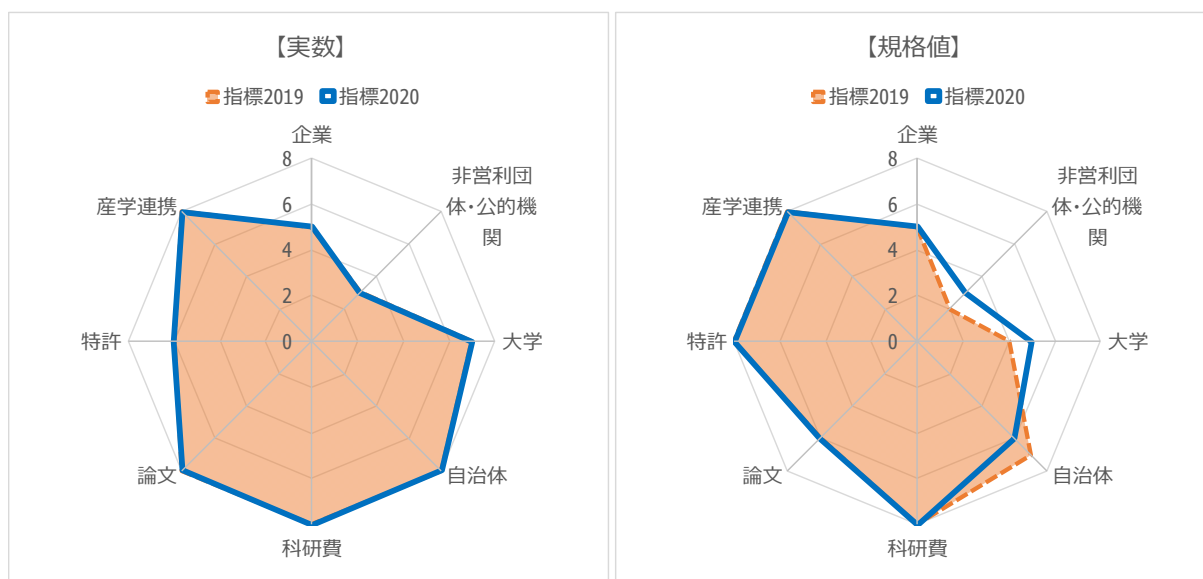 【実数】
指標2019 指標2020
企業
非営利団
体・公的機
関
大学
自治体
科研費
論文
特許
産学連携
8
6
4
2
0
【規格値】
指標2019 指標2020
企業
非営利団
体・公的機
関
大学
自治体
科研費
論文
特許
産学連携
8
6
4
2
0